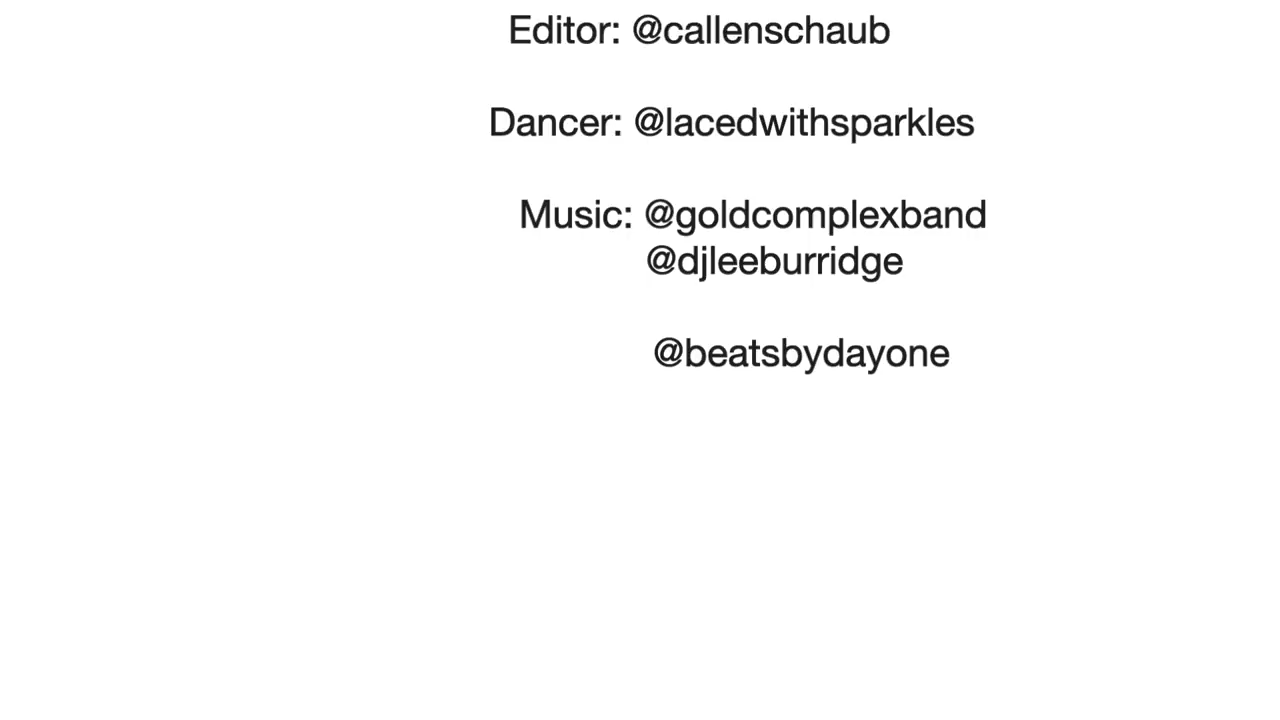 Editor: @callenschaub
Dancer: @lacedwithsparkles
Music: @goldcomplexband
@djleeburridge
@beatsbydayone